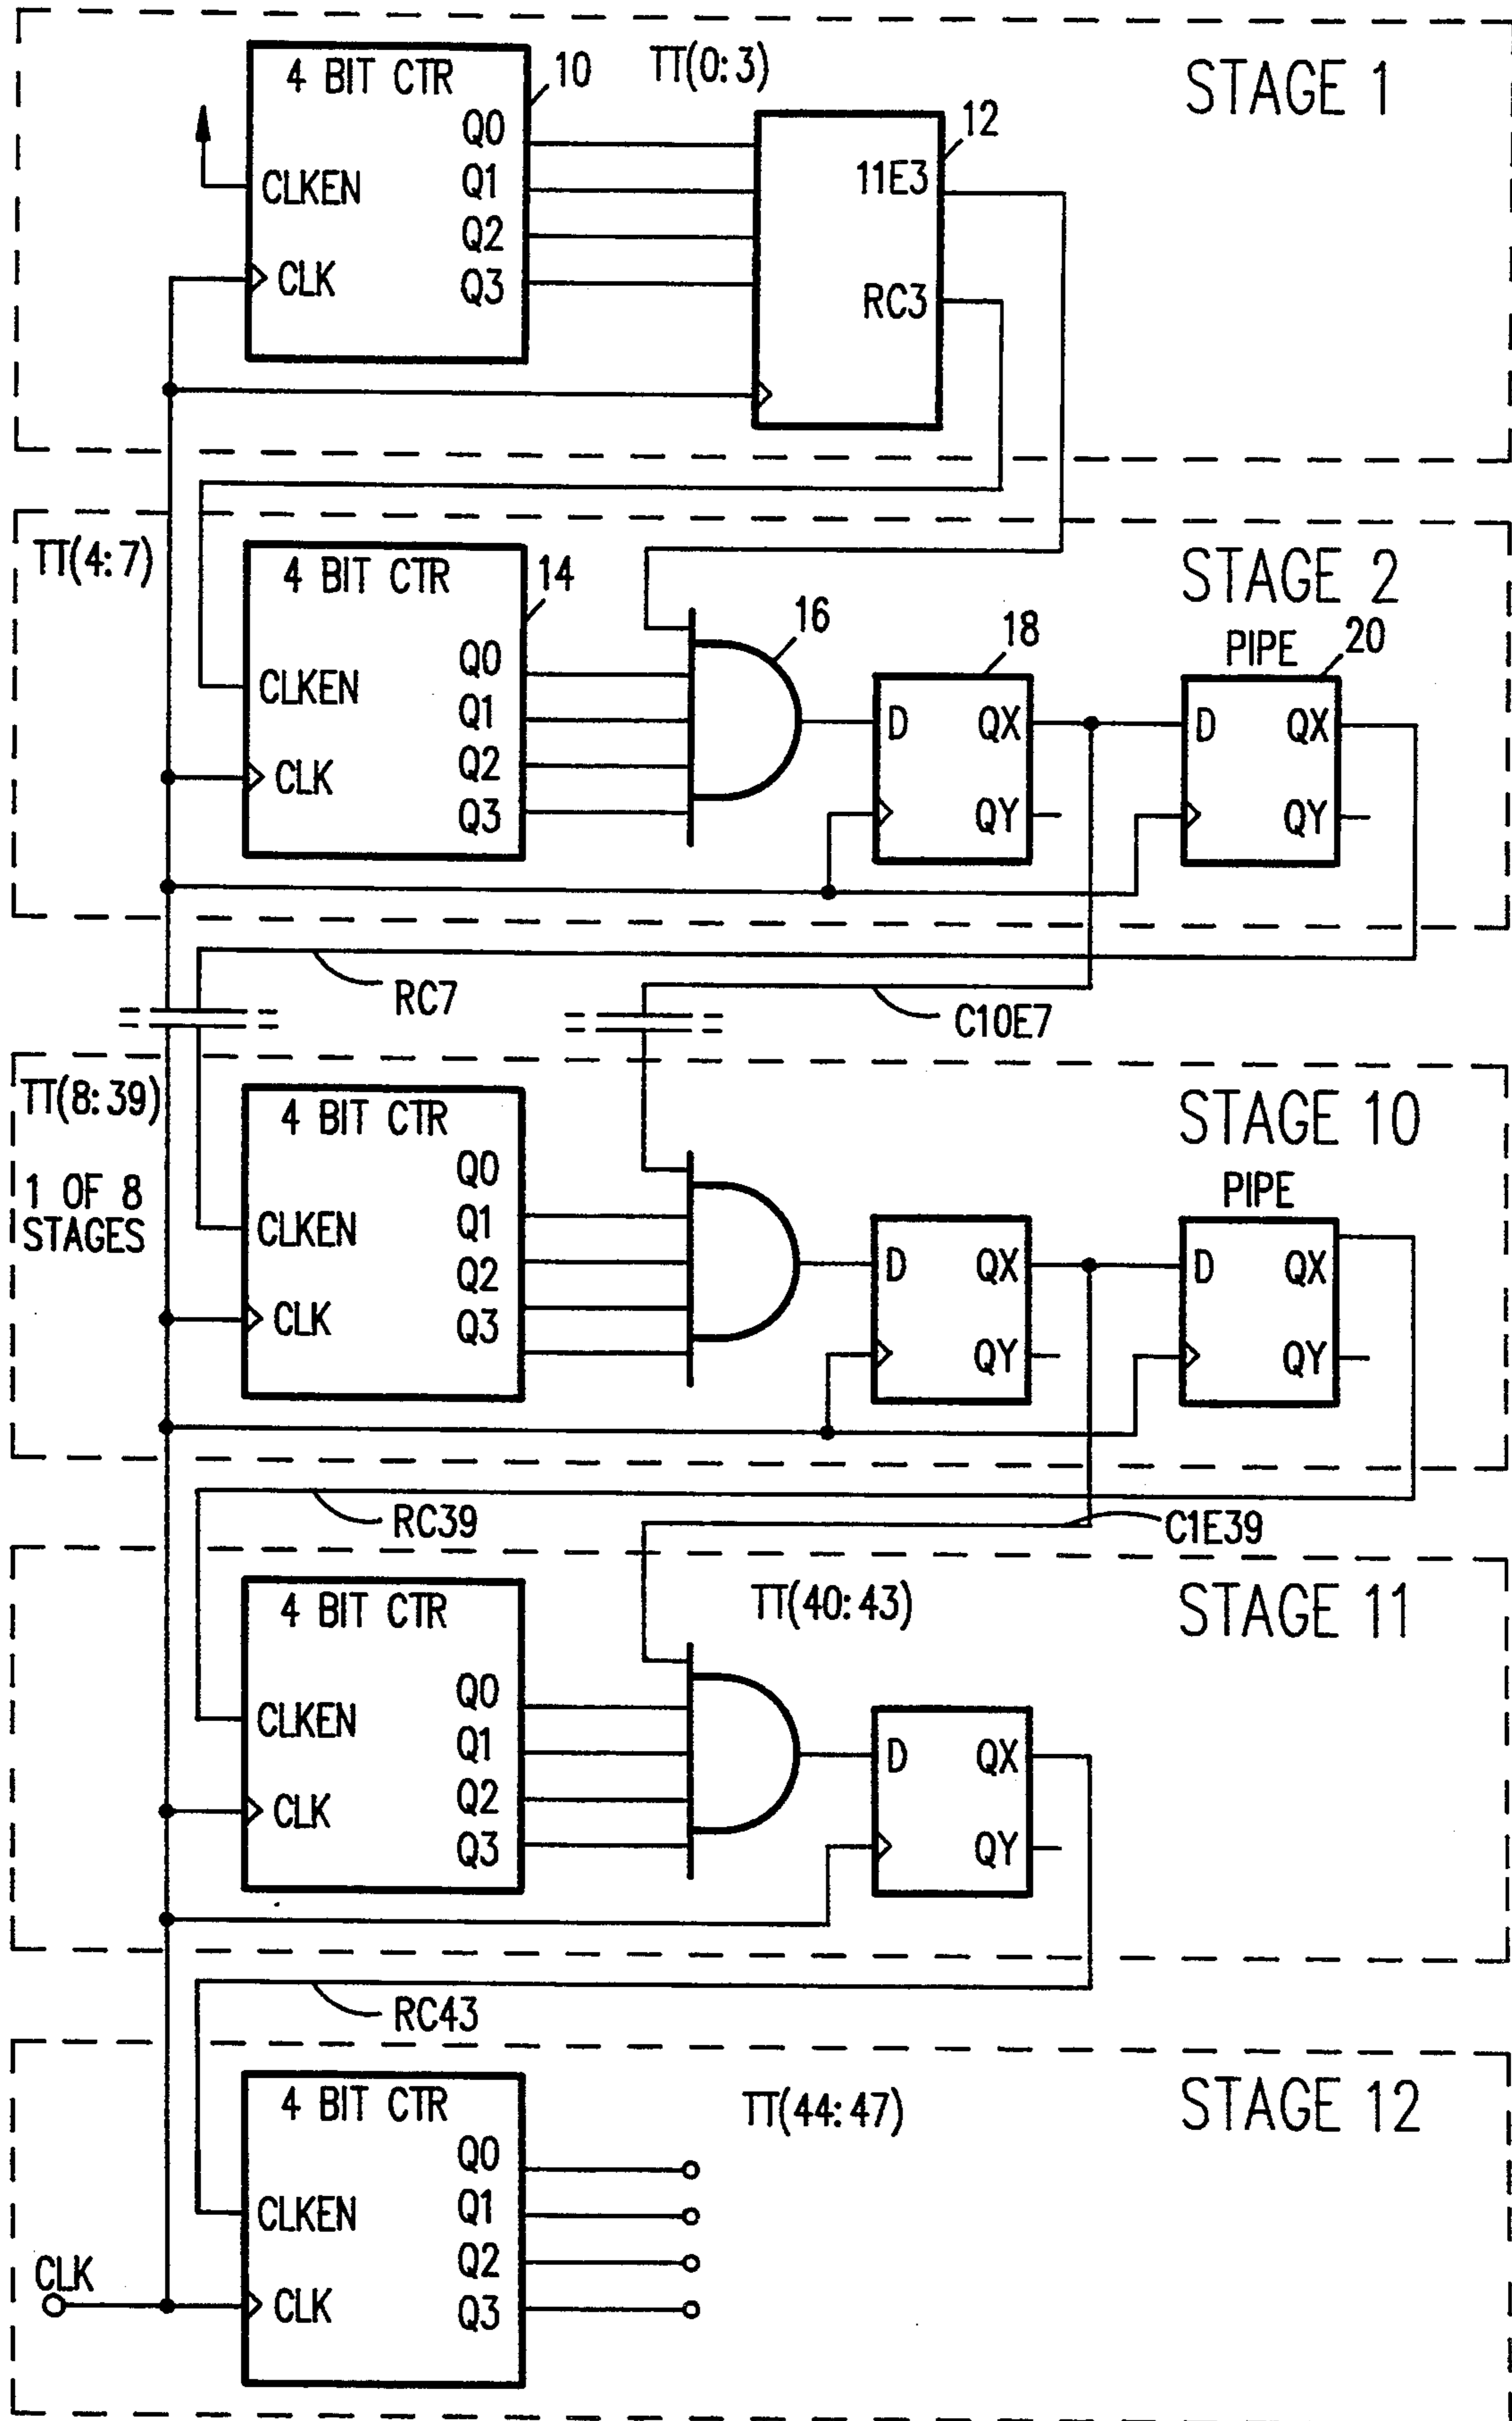 STAGE 1
4 BIT CTR
10
TT(0:3)
12
Q0
Q1
Q2
Q3
CLKEN
CLK
11E3
RC3
STAGE 2
TT(4:7)
4 BIT CTR
14
16
18
PIPE
20
Q0
Q1
Q2
Q3
CLKEN
CLK
D
QX
QY
D
QX
QY
RC7
C10E7
STAGE 10
TT(8:39)
1 OF 8
STAGES
4 BIT CTR
PIPE
Q0
Q1
Q2
Q3
CLKEN
CLK
D
QX
QY
D
QX
QY
RC39
C1E39
STAGE 11
4 BIT CTR
TT(40:43)
Q0
Q1
Q2
Q3
CLKEN
CLK
D
QX
QY
RC43
STAGE 12
4 BIT CTR
TT(44:47)
Q0
Q1
Q2
Q3
CLKEN
CLK
CLK